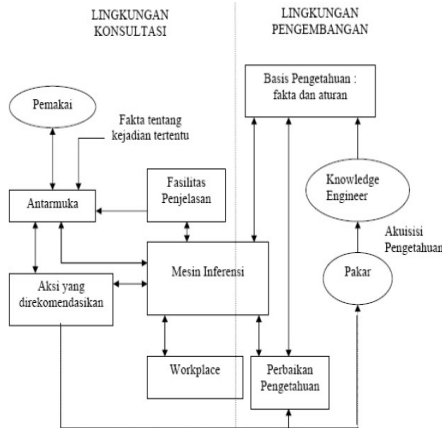 LINGKUNGAN
KONSULTASI
LINGKUNGAN
PENGEMBANGAN
Pemakai
Fakta tentang
kejadian tertentu
Basis Pengetahuan :
fakta dan aturan
Antarmuka
Fasilitas
Penjelasan
Knowledge
Engineer
Akuisisi
Pengetahuan
Aksi yang
direkomendasikan
Mesin Inferensi
Pakar
Workplace
Perbaikan
Pengetahuan